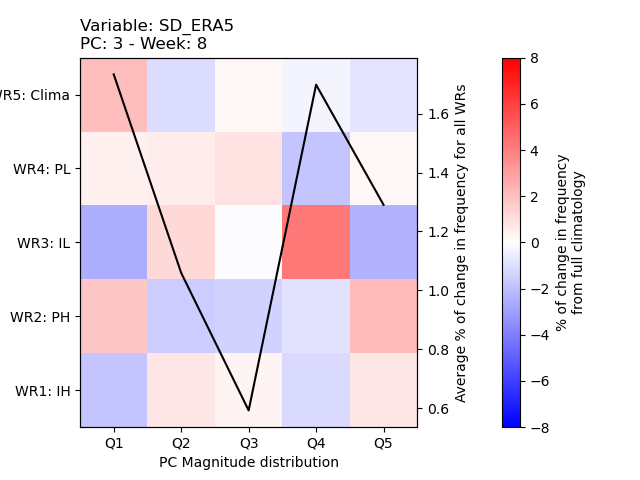 Variable: SD_ERA5
PC: 3 - Week: 8
WR5: Clima
WR4: PL
WR3: IL
WR2: PH
WR1: IH
Q1 Q2 Q3 Q4 Q5
PC Magnitude distribution
1.6
1.4
1.2
1.0
0.8
0.6
Average % of change in frequency for all WRs
8
6
4
2
0
−2
−4
−6
−8
% of change in frequency
from full climatology